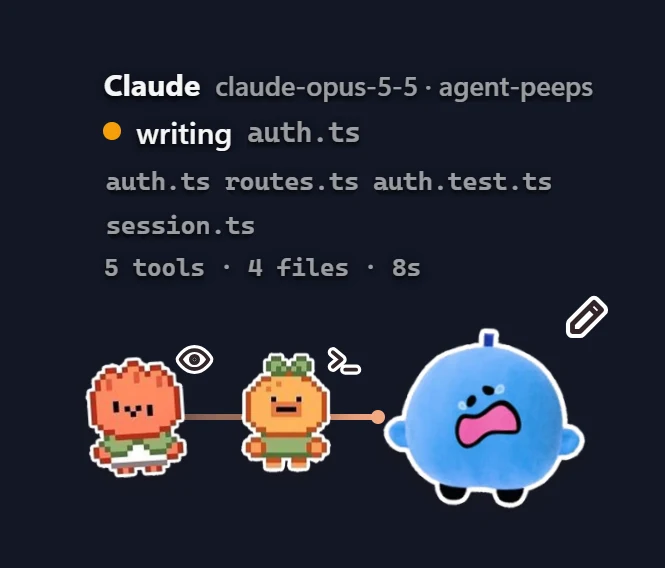 Claude claude-opus-5-5 · agent-peeps
writing auth.ts
auth.ts routes.ts auth.test.ts
session.ts
5 tools · 4 files · 8s